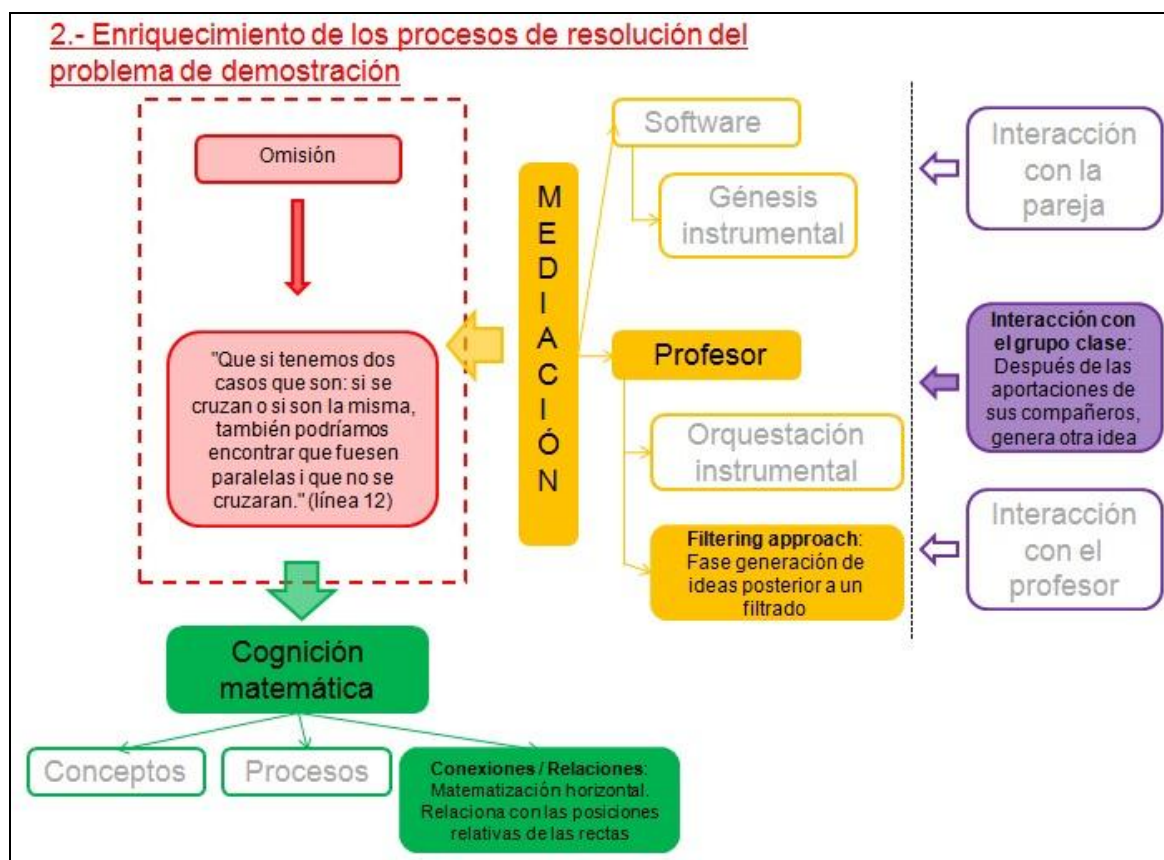 2.- Enriquecimiento de los procesos de resolución del
problema de demostración
Omisión
"Que si tenemos dos
casos que son: si se
cruzan o si son la misma,
también podríamos
encontrar que fuesen
paralelas i que no se
cruzaran." (línea 12)
Cognición
matemática
Conceptos
Procesos
Conexiones / Relaciones:
Matematización horizontal.
Relaciona con las posiciones
relativas de las rectas
MEDIACIÓN
Software
Génesis
instrumental
Profesor
Orquestación
instrumental
Filtering approach:
Fase generación de
ideas posterior a un
filtrado
Interacción
con la
pareja
Interacción con
el grupo clase:
Después de las
aportaciones de
sus compañeros,
genera otra idea
Interacción
con el
profesor